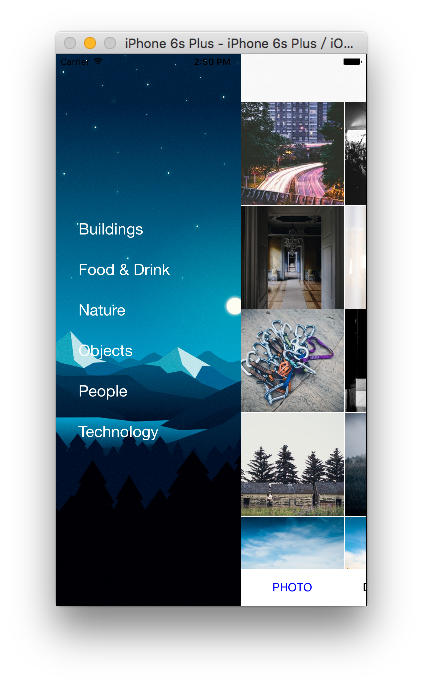 iPhone 6s Plus - iPhone 6s Plus / iO...
Carrier 2:50 PM
Buildings
Food & Drink
Nature
Objects
People
Technology
PHOTO